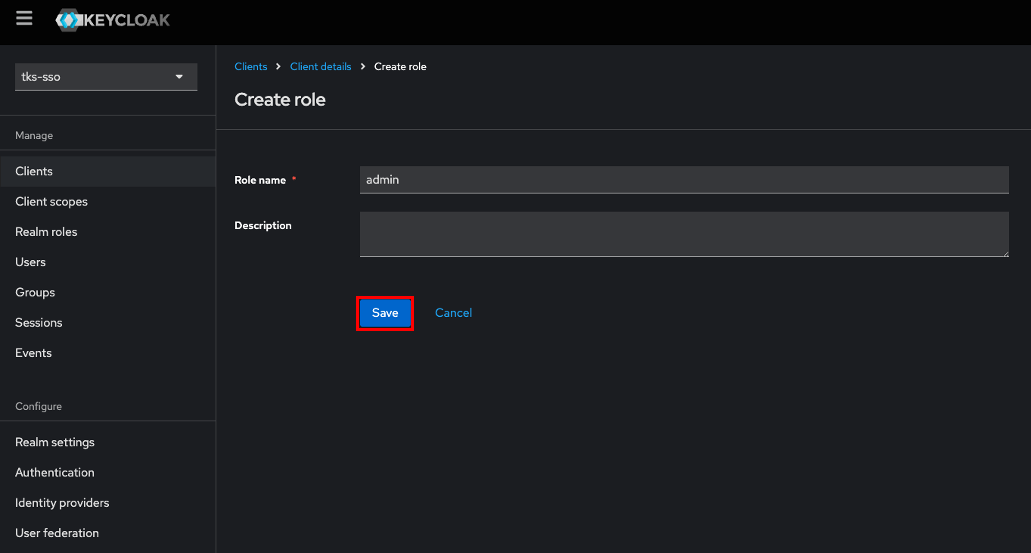 KEYCLOAK
tks-sso
Manage
Clients
Client scopes
Realm roles
Users
Groups
Sessions
Events
Configure
Realm settings
Authentication
Identity providers
User federation
Clients > Client details > Create role
Create role
Role name *
admin
Description
Save
Cancel